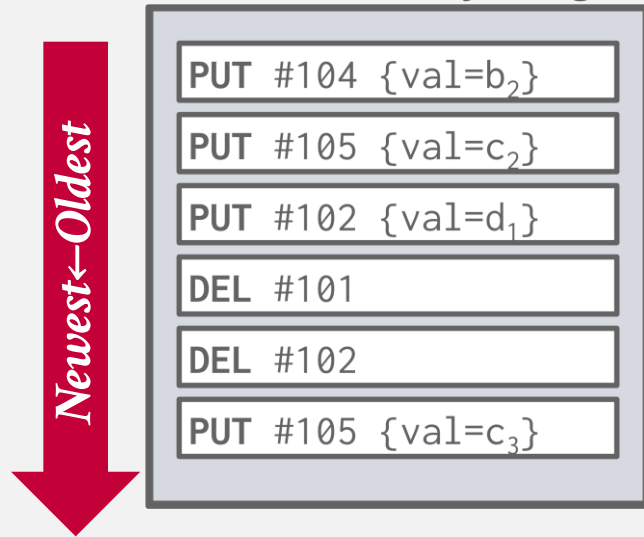 PUT #104 {val=b₂}
PUT #105 {val=c₂}
PUT #102 {val=d₁}
DEL #101
DEL #102
PUT #105 {val=c₃}
Newest←Oldest